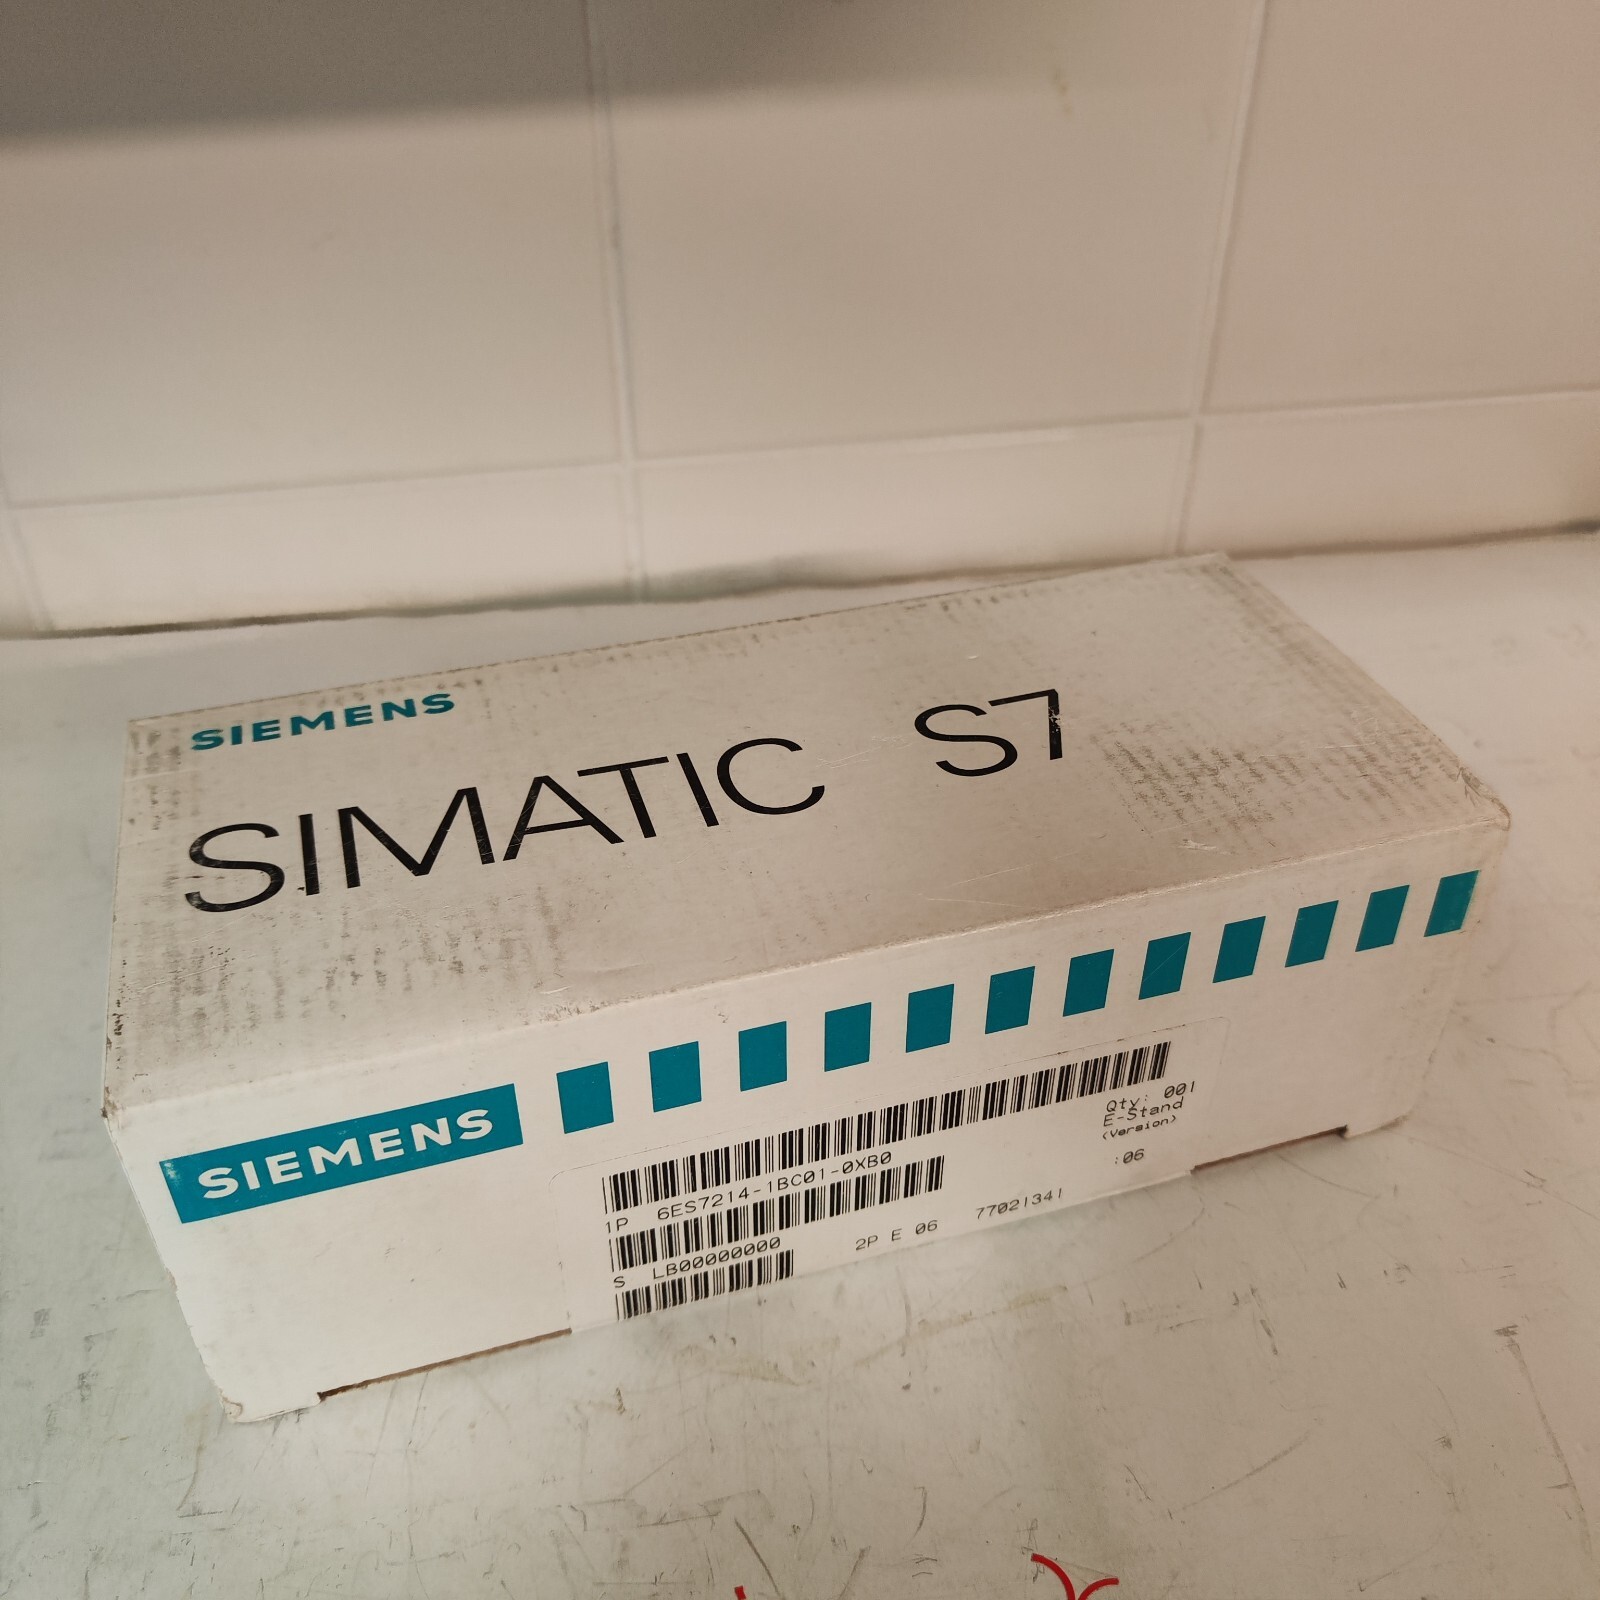 SIEMENS
SIMATIC S7
SIEMENS
1P 6ES7214-1BC01-0XB0
Qty: 001
E-Stand
(Version)
:06
S LB00000000
2P E 06
77021341